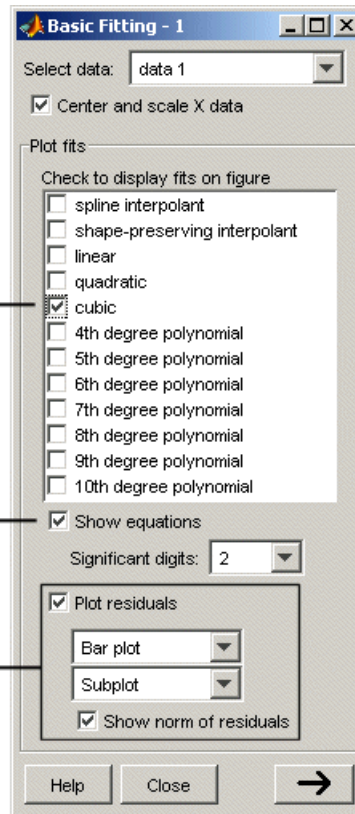 Basic Fitting - 1
Select data: data 1
Center and scale X data
Plot fits
Check to display fits on figure
spline interpolant
shape-preserving interpolant
linear
quadratic
cubic
4th degree polynomial
5th degree polynomial
6th degree polynomial
7th degree polynomial
8th degree polynomial
9th degree polynomial
10th degree polynomial
Show equations
Significant digits: 2
Plot residuals
Bar plot
Subplot
Show norm of residuals
Help Close